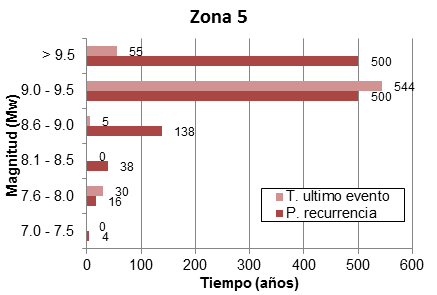 Zona 5
Magnitud (Mw)
> 9.5
55
500
9.0 - 9.5
544
500
8.6 - 9.0
5
138
8.1 - 8.5
0
38
7.6 - 8.0
30
16
7.0 - 7.5
0
4
T. ultimo evento
P. recurrencia
0 100 200 300 400 500 600
Tiempo (años)